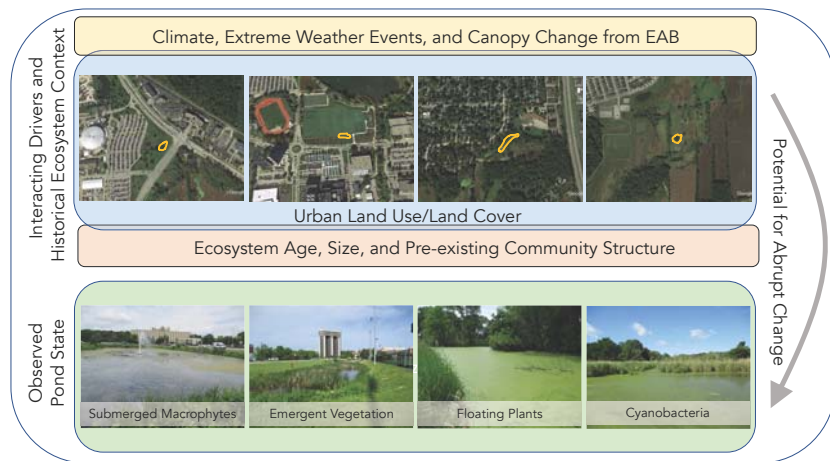 Climate, Extreme Weather Events, and Canopy Change from EAB
Interacting Drivers and
Historical Ecosystem Context
Urban Land Use/Land Cover
Ecosystem Age, Size, and Pre-existing Community Structure
Potential for Abrupt Change
Observed
Pond State
Submerged Macrophytes
Emergent Vegetation
Floating Plants
Cyanobacteria